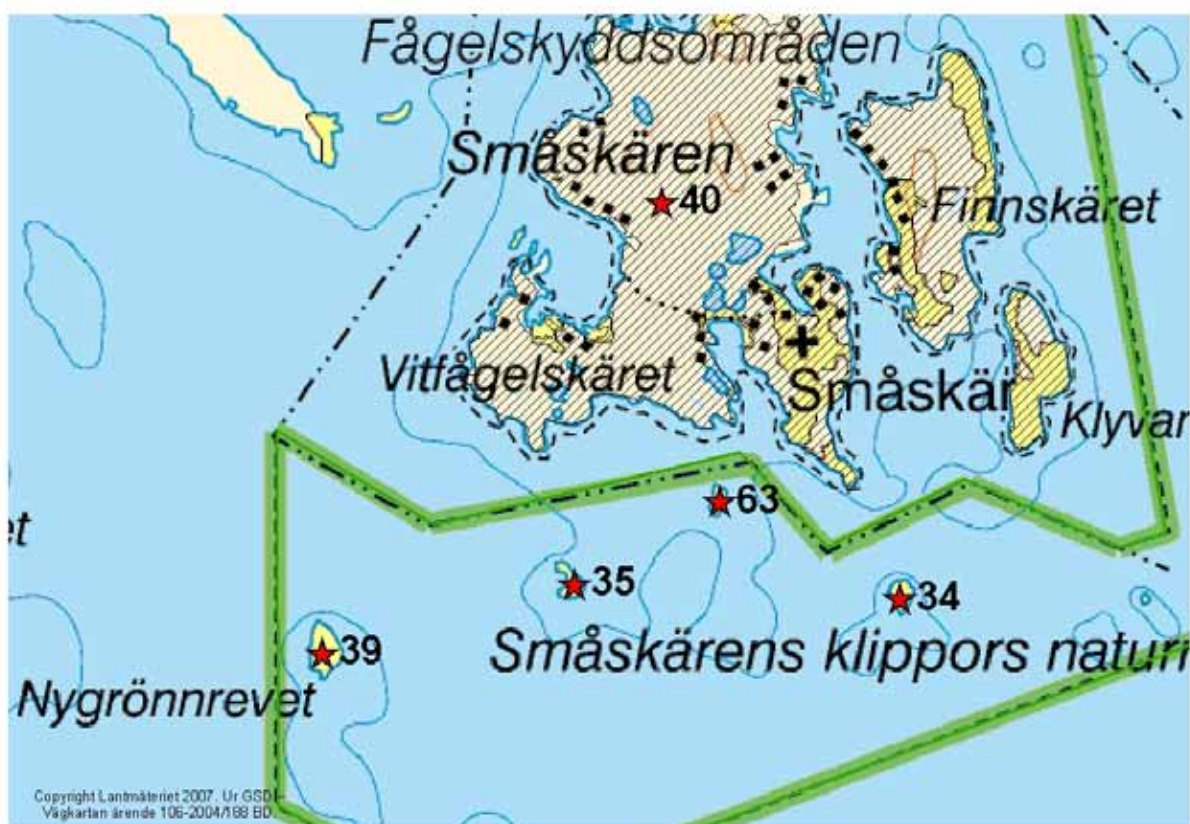 Fågelskyddsområden
Småskären
40
Finnskäret
Vitfågelskäret
Småskär
Klyvar
63
et
35
34
39
Småskärens klippors naturr
Nygrönnrevet
Copyright Lantmäteriet 2007. Ur GSD-
Vägkartan ärende 106-2004/188 BD.